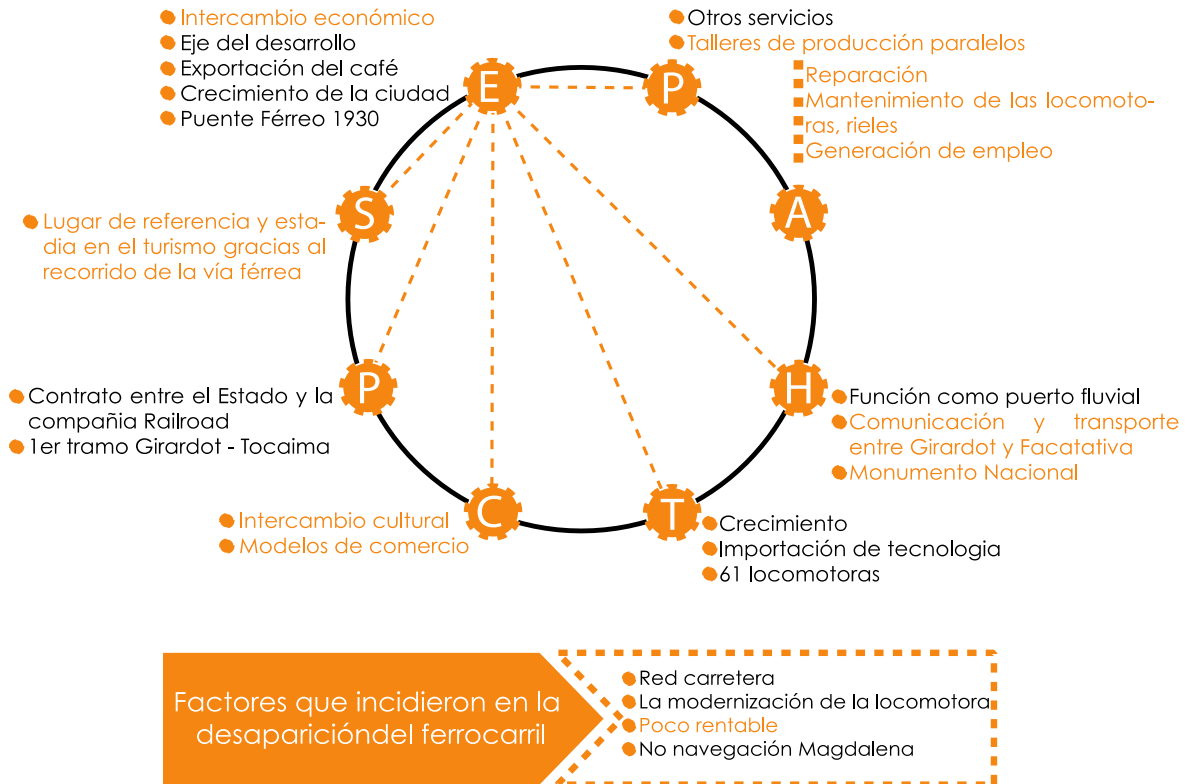 Intercambio económico
Eje del desarrollo
Exportación del café
Crecimiento de la ciudad
Puente Férreo 1930
E
Otros servicios
Talleres de producción paralelos
Reparación
Mantenimiento de las locomoto-
ras, rieles
Generación de empleo
P
S
Lugar de referencia y esta-
dia en el turismo gracias al
recorrido de la vía férrea
A
P
Contrato entre el Estado y la
compañia Railroad
1er tramo Girardot - Tocaima
H
Función como puerto fluvial
Comunicación y transporte
entre Girardot y Facatativa
Monumento Nacional
C
Intercambio cultural
Modelos de comercio
T
Crecimiento
Importación de tecnologia
61 locomotoras
Factores que incidieron en la
desaparicióndel ferrocarril
Red carretera
La modernización de la locomotora
Poco rentable
No navegación Magdalena